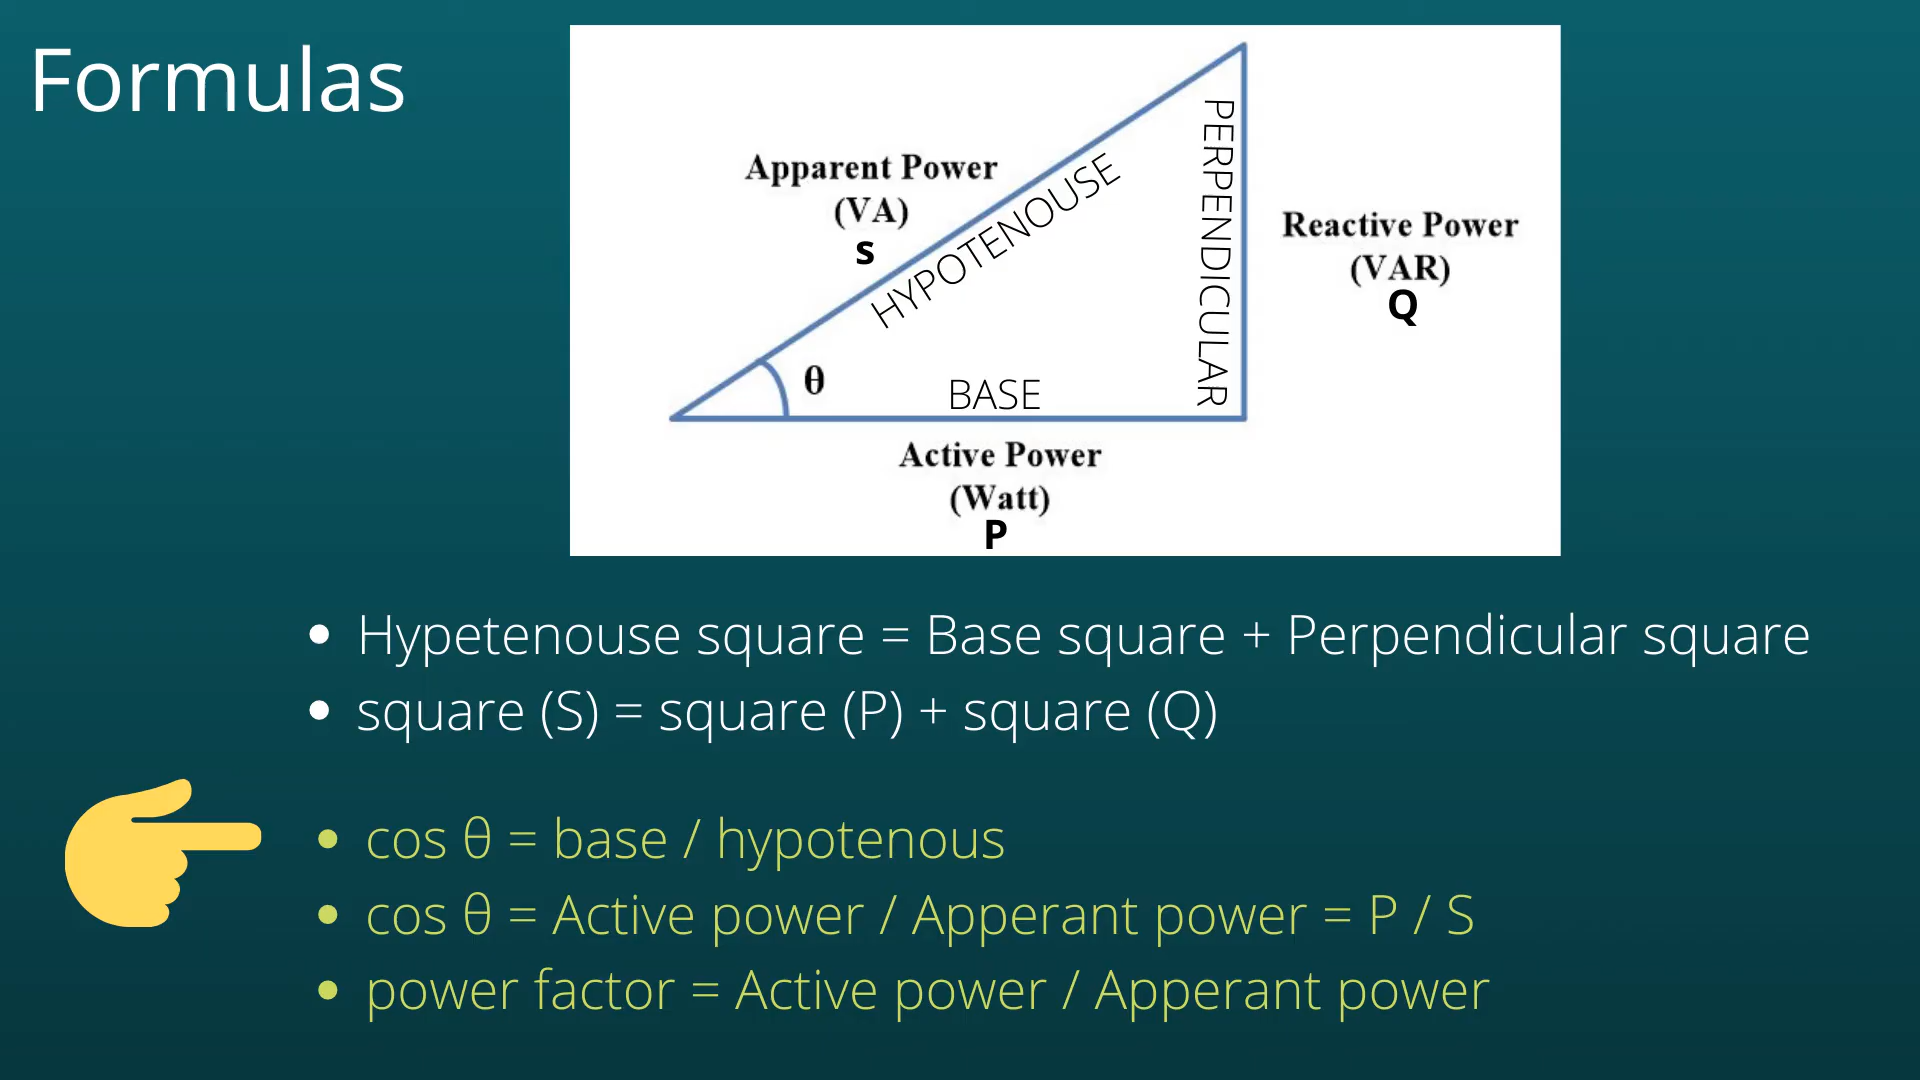 Formulas
Apparent Power
(VA)
S
HYPOTENOUSE
PERPENDICULAR
Reactive Power
(VAR)
Q
θ
BASE
Active Power
(Watt)
P
• Hypetenouse square = Base square + Perpendicular square
• square (S) = square (P) + square (Q)
• cos θ = base / hypotenous
• cos θ = Active power / Apperant power = P / S
• power factor = Active power / Apperant power